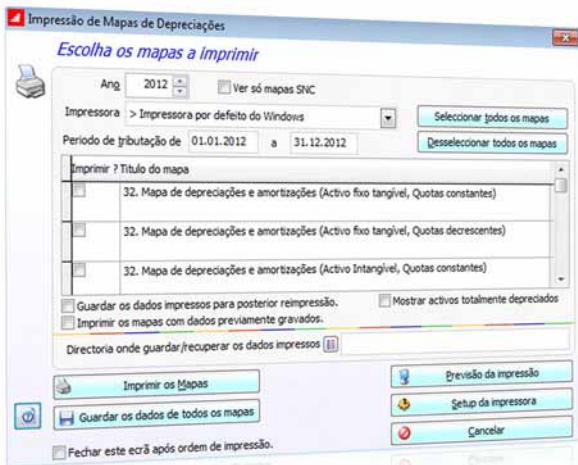 Impressão de Mapas de Depreciações
Escolha os mapas a imprimir
Ano 2012 Ver só mapas SNC
Impressora > Impressora por defeito do Windows Seleccionar todos os mapas
Periodo de tributação de 01.01.2012 a 31.12.2012 Desseleccionar todos os mapas
Imprimir ? Titulo do mapa
32. Mapa de depreciações e amortizações (Activo fixo tangível, Quotas constantes)
32. Mapa de depreciações e amortizações (Activo fixo tangível, Quotas decrescentes)
32. Mapa de depreciações e amortizações (Activo Intangível, Quotas constantes)
Guardar os dados impressos para posterior reimpressão. Mostrar activos totalmente depreciados
Imprimir os mapas com dados previamente gravados.
Directoria onde guardar/recuperar os dados impressos
Imprimir os Mapas Previsão da impressão
Guardar os dados de todos os mapas Setup da impressora
Fechar este ecrã após ordem de impressão. Cancelar